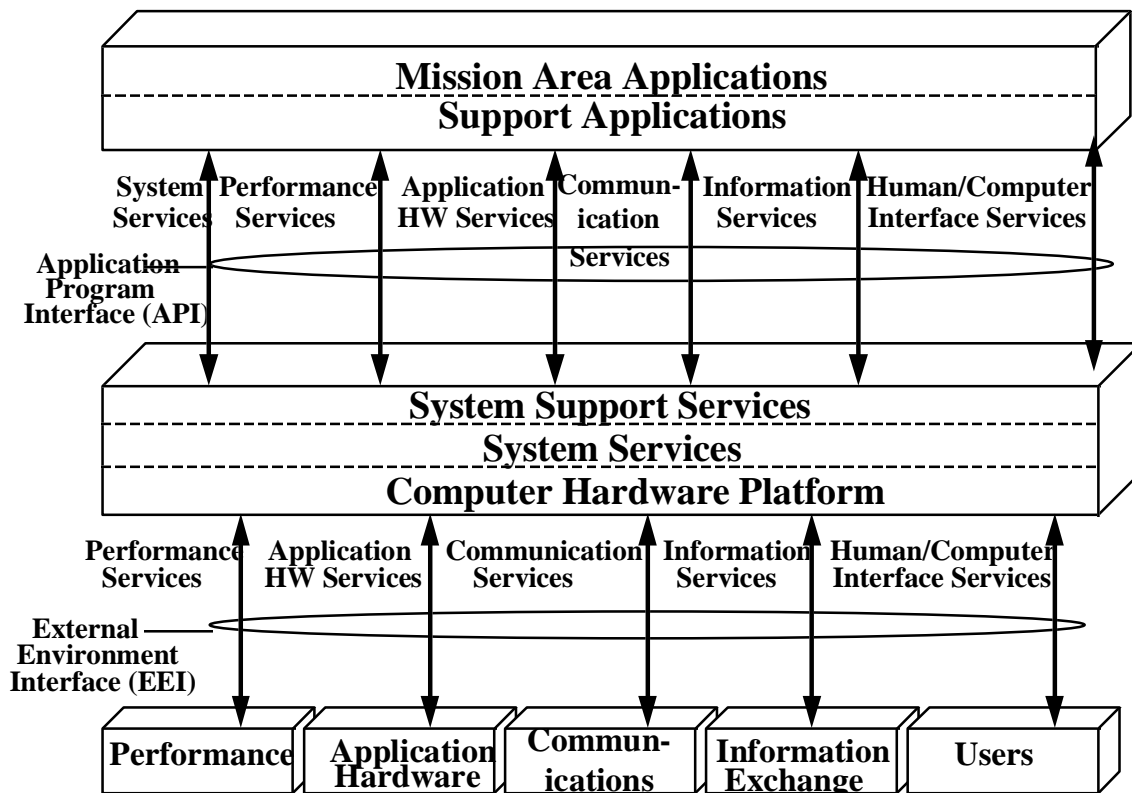 Mission Area Applications
Support Applications
System
Services
Performance
Services
Application
HW Services
Commun-
ication
Services
Information
Services
Human/Computer
Interface Services
Application
Program
Interface (API)
System Support Services
System Services
Computer Hardware Platform
Performance
Services
Application
HW Services
Communication
Services
Information
Services
Human/Computer
Interface Services
External
Environment
Interface (EEI)
Performance
Application
Hardware
Commun-
ications
Information
Exchange
Users